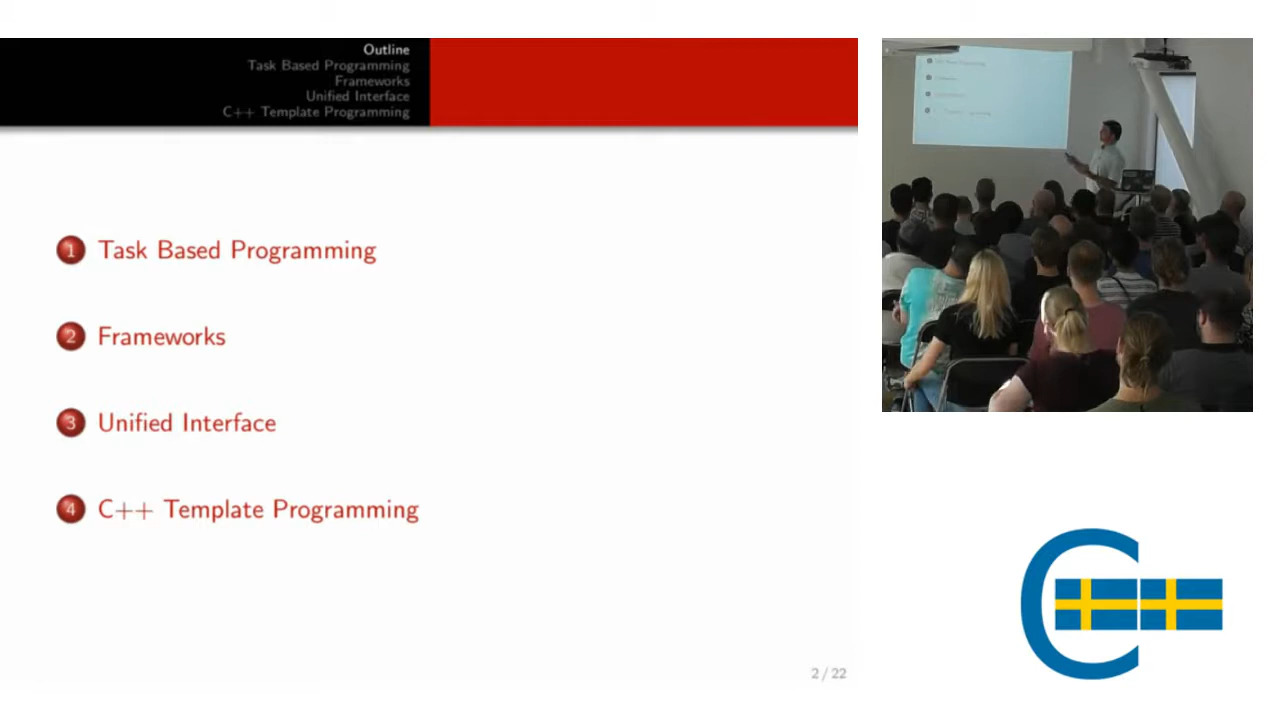 Outline
Task Based Programming
Frameworks
Unified Interface
C++ Template Programming
1 Task Based Programming
2 Frameworks
3 Unified Interface
4 C++ Template Programming
2 / 22
C